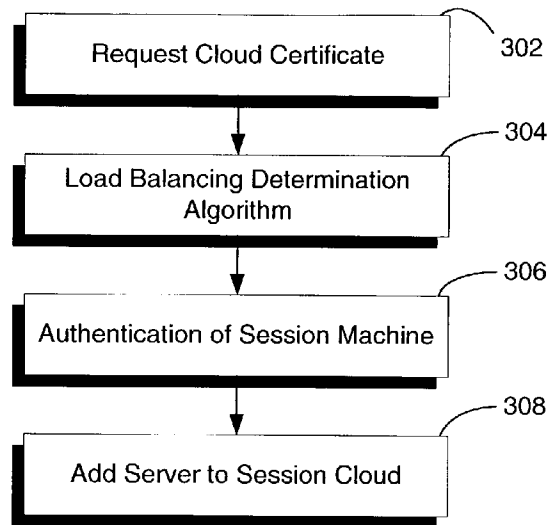 302
Request Cloud Certificate
304
Load Balancing Determination
Algorithm
306
Authentication of Session Machine
308
Add Server to Session Cloud